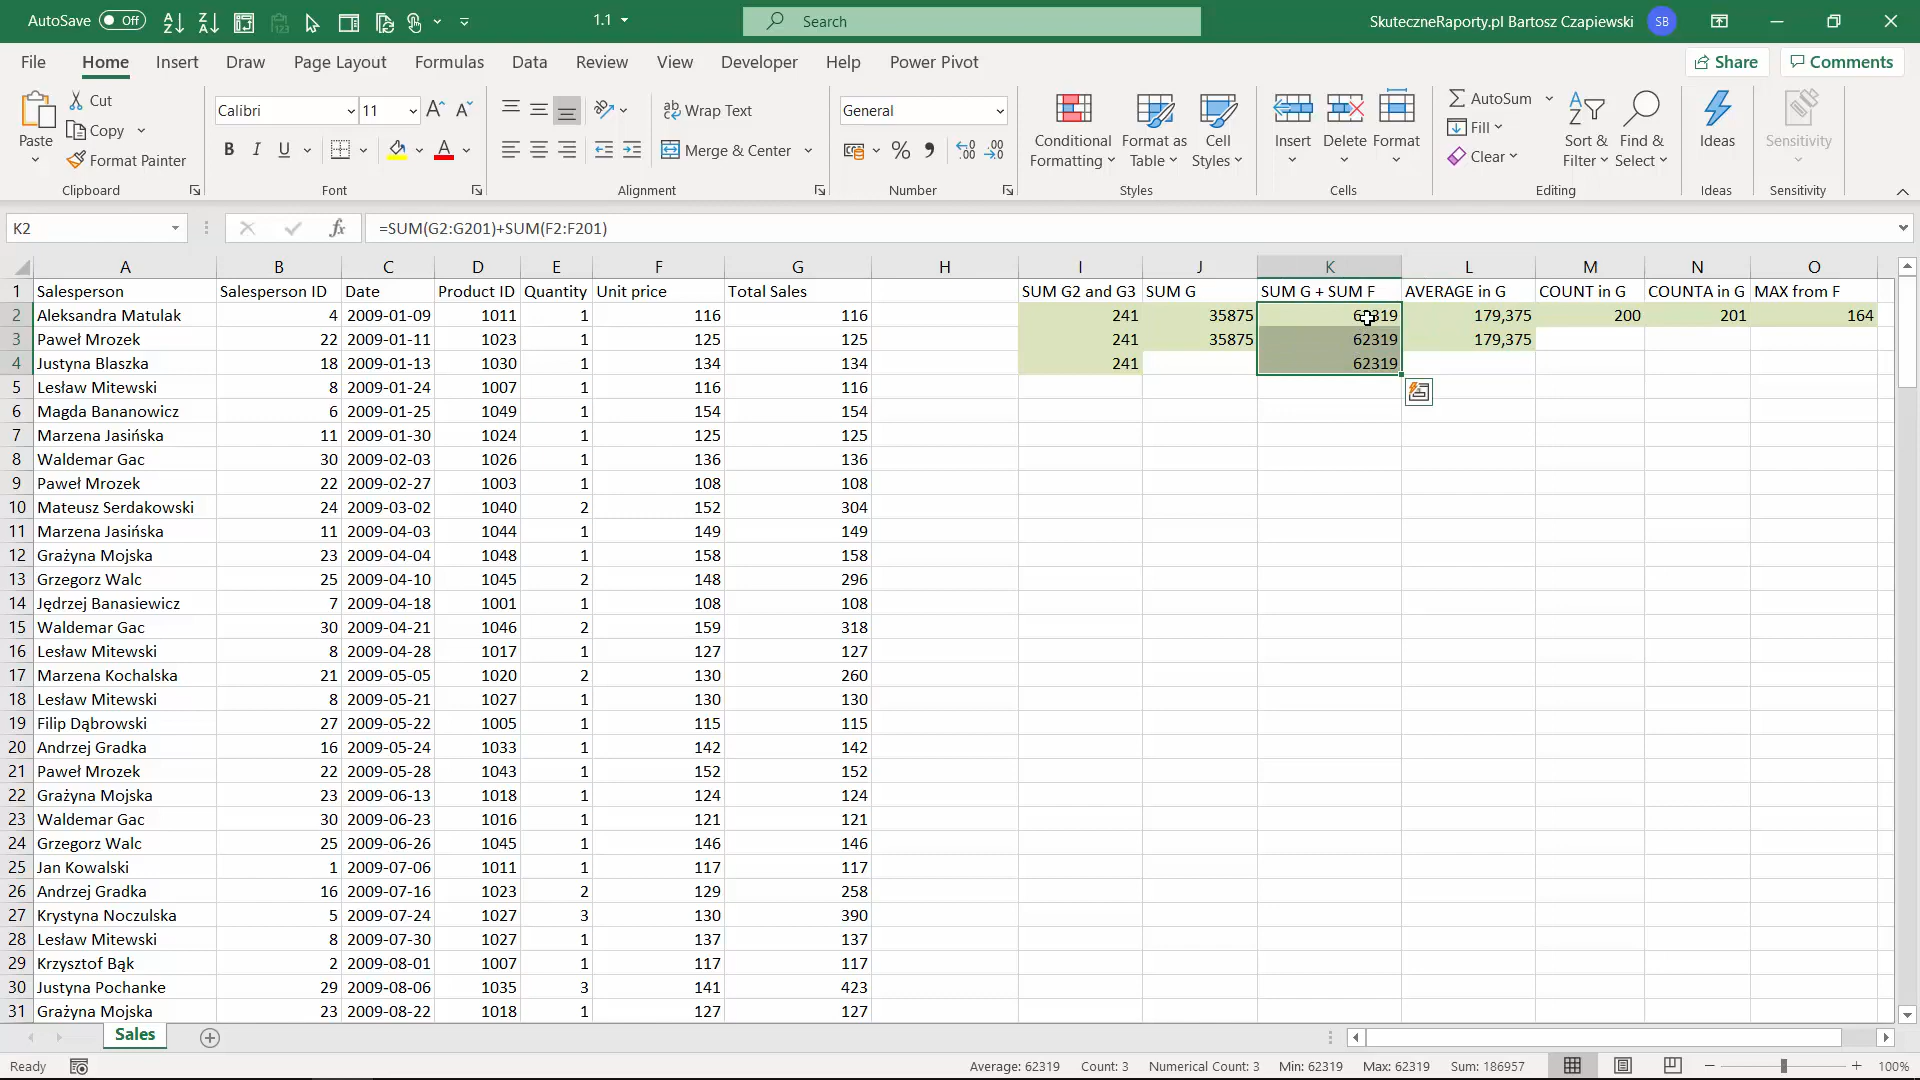 AutoSave Off 1.1 Search SkuteczneRaporty.pl Bartosz Czapiewski SB
File Home Insert Draw Page Layout Formulas Data Review View Developer Help Power Pivot Share Comments
Paste Cut Copy Format Painter Clipboard
Calibri 11 B I U A Font
Wrap Text Merge & Center Alignment
General % Number
Conditional Formatting Format as Table Cell Styles Styles
Insert Delete Format Cells
AutoSum Fill Clear Sort & Filter Find & Select Editing
Ideas Ideas
Sensitivity Sensitivity
K2 fx =SUM(G2:G201)+SUM(F2:F201)
A B C D E F G H I J K L M N O
1 Salesperson Salesperson ID Date Product ID Quantity Unit price Total Sales SUM G2 and G3 SUM G SUM G + SUM F AVERAGE in G COUNT in G COUNTA in G MAX from F
2 Aleksandra Matulak 4 2009-01-09 1011 1 116 116 241 35875 62319 179,375 200 201 164
3 Paweł Mrozek 22 2009-01-11 1023 1 125 125 241 35875 62319 179,375
4 Justyna Blaszka 18 2009-01-13 1030 1 134 134 241 62319
5 Lesław Mitewski 8 2009-01-24 1007 1 116 116
6 Magda Bananowicz 6 2009-01-25 1049 1 154 154
7 Marzena Jasińska 11 2009-01-30 1024 1 125 125
8 Waldemar Gac 30 2009-02-03 1026 1 136 136
9 Paweł Mrozek 22 2009-02-27 1003 1 108 108
10 Mateusz Serdakowski 24 2009-03-02 1040 2 152 304
11 Marzena Jasińska 11 2009-04-03 1044 1 149 149
12 Grażyna Mojska 23 2009-04-04 1048 1 158 158
13 Grzegorz Walc 25 2009-04-10 1045 2 148 296
14 Jędrzej Banasiewicz 7 2009-04-18 1001 1 108 108
15 Waldemar Gac 30 2009-04-21 1046 2 159 318
16 Lesław Mitewski 8 2009-04-28 1017 1 127 127
17 Marzena Kochalska 21 2009-05-05 1020 2 130 260
18 Lesław Mitewski 8 2009-05-21 1027 1 130 130
19 Filip Dąbrowski 27 2009-05-22 1005 1 115 115
20 Andrzej Gradka 16 2009-05-24 1033 1 142 142
21 Paweł Mrozek 22 2009-05-28 1043 1 152 152
22 Grażyna Mojska 23 2009-06-13 1018 1 124 124
23 Waldemar Gac 30 2009-06-23 1016 1 121 121
24 Grzegorz Walc 25 2009-06-26 1045 1 146 146
25 Jan Kowalski 1 2009-07-06 1011 1 117 117
26 Andrzej Gradka 16 2009-07-16 1023 2 129 258
27 Krystyna Noczulska 5 2009-07-24 1027 3 130 390
28 Lesław Mitewski 8 2009-07-30 1027 1 137 137
29 Krzysztof Bąk 2 2009-08-01 1007 1 117 117
30 Justyna Pochanke 29 2009-08-06 1035 3 141 423
31 Grażyna Mojska 23 2009-08-22 1018 1 127 127
Sales
Ready Average: 62319 Count: 3 Numerical Count: 3 Min: 62319 Max: 62319 Sum: 186957 100%